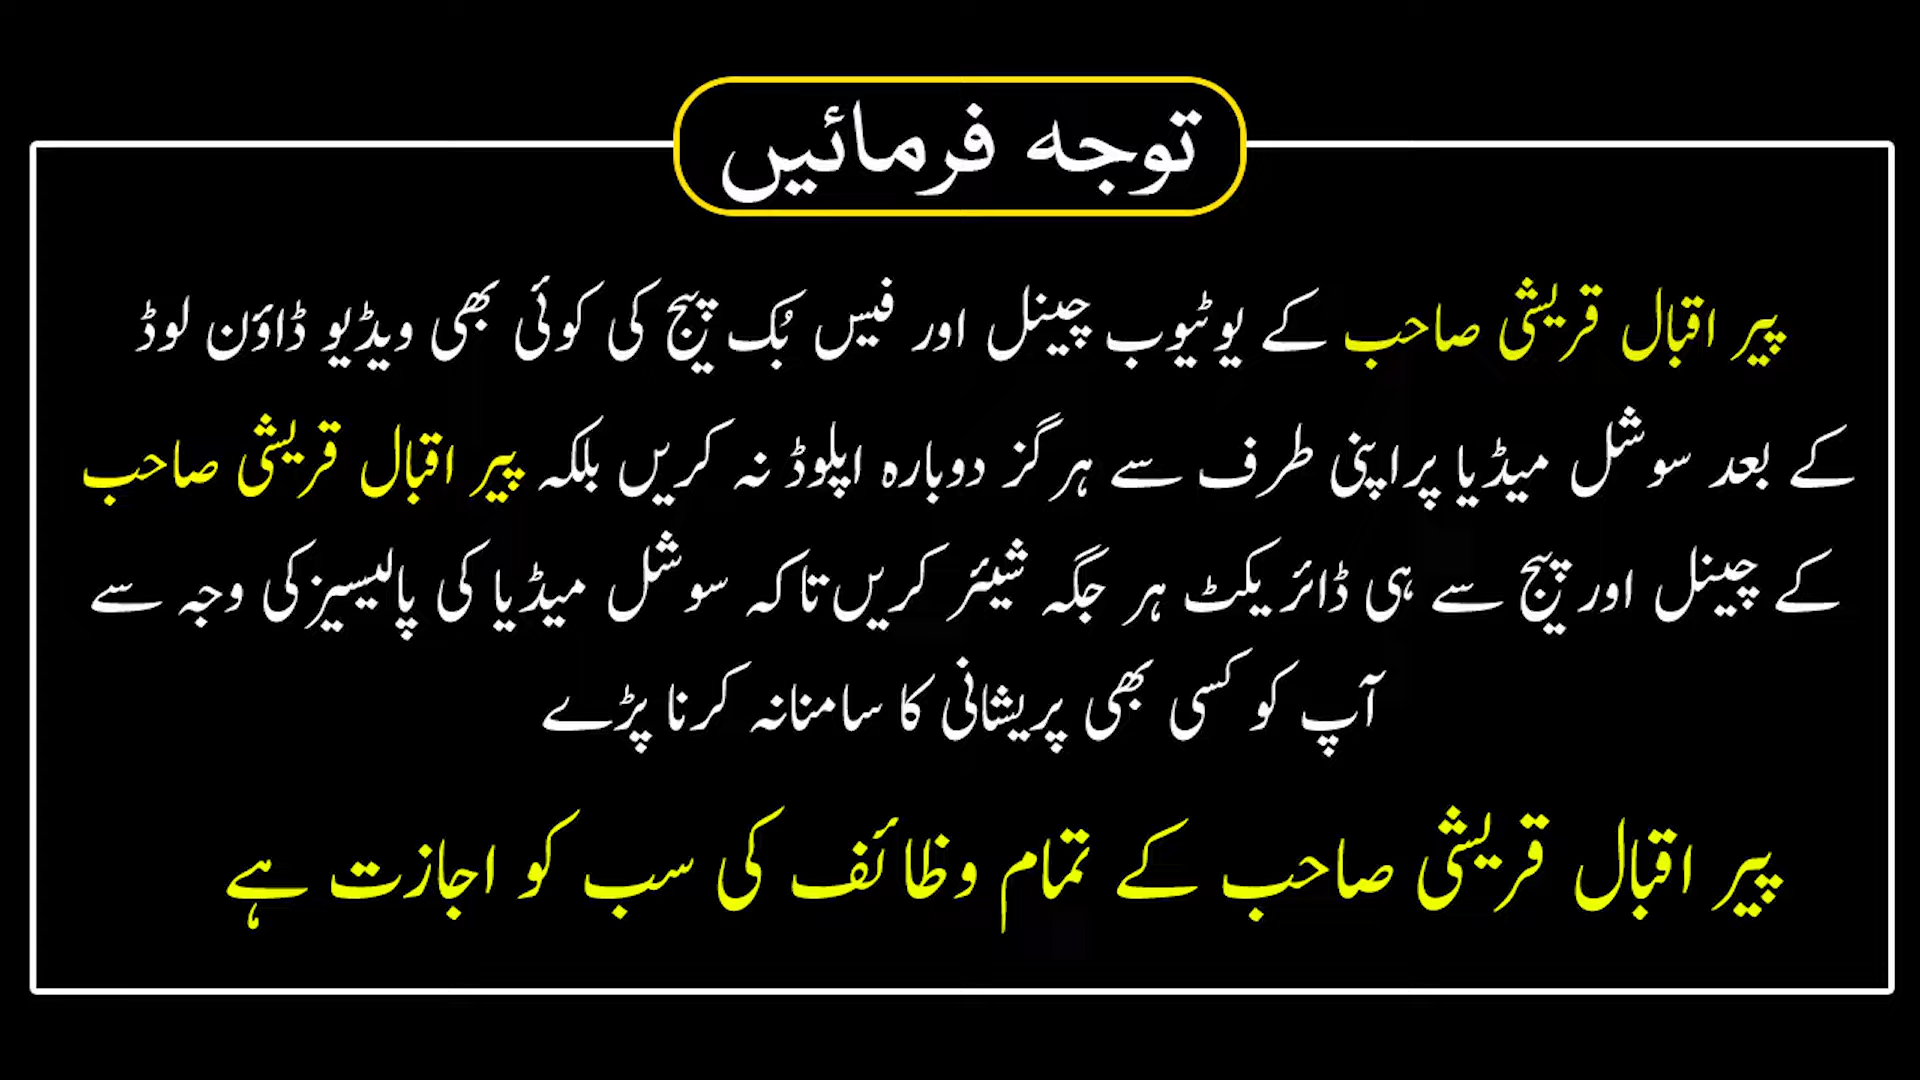 توجہ فرمائیں
پیر اقبال قریشی صاحب کے یوٹیوب چینل اور فیس بُک پیج کی کوئی بھی ویڈیو ڈاؤن لوڈ
کے بعد سوشل میڈیا پر اپنی طرف سے ہرگز دوبارہ اپلوڈ نہ کریں بلکہ پیر اقبال قریشی صاحب
کے چینل اور پیج سے ہی ڈائریکٹ ہر جگہ شیئر کریں تاکہ سوشل میڈیا کی پالیسیز کی وجہ سے
آپ کو کسی بھی پریشانی کا سامنا نہ کرنا پڑے
پیر اقبال قریشی صاحب کے تمام وظائف کی سب کو اجازت ہے